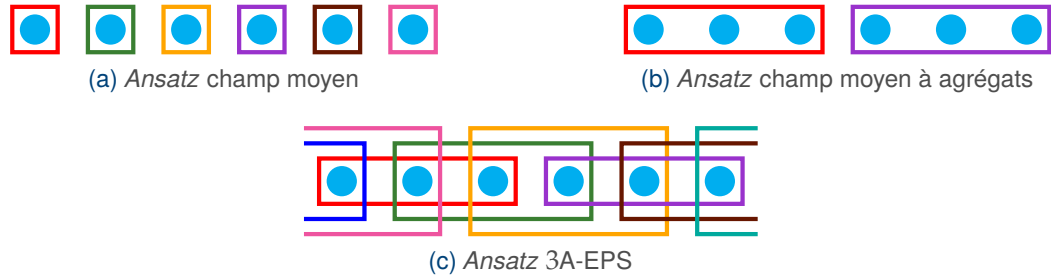 (a) Ansatz champ moyen
(b) Ansatz champ moyen à agrégats
(c) Ansatz 3A-EPS